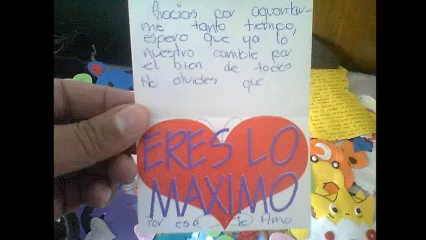 Gracias por aguantar-
me tanto tiempo,
espero que ya lo
nuestro cambie por
el bien de todos
No olvides que
ERES LO
MAXIMO
Por eso Te Amo